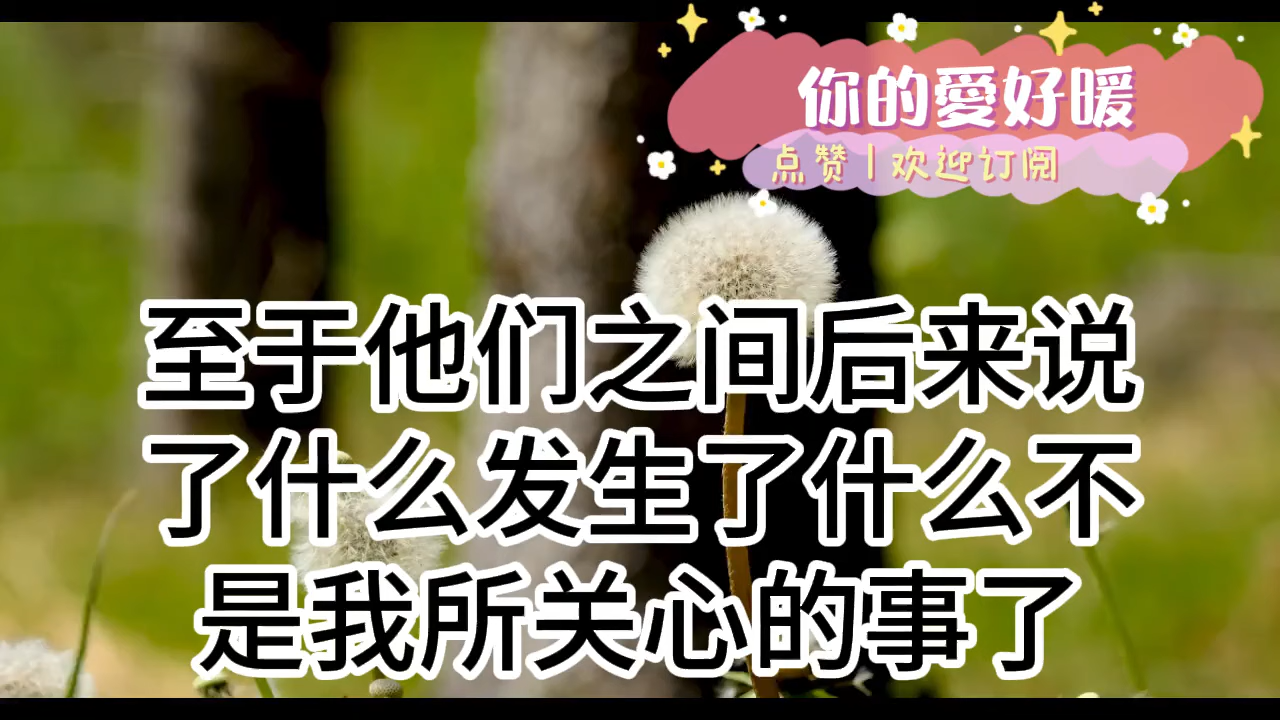 你的愛好暖
点赞|欢迎订阅
至于他们之间后来说
了什么发生了什么不
是我所关心的事了